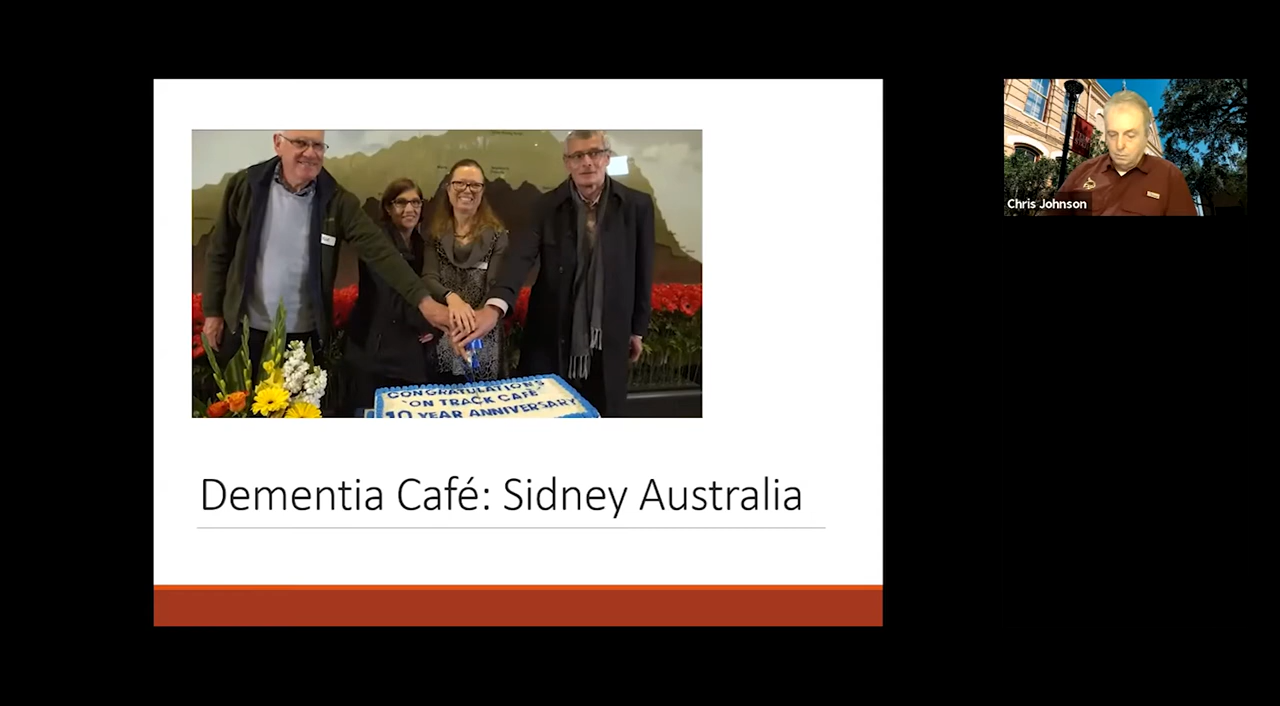 CONGRATULATIONS
'ON TRACK CAFE'
10 YEAR ANNIVERSARY
Dementia Café: Sidney Australia
Chris Johnson